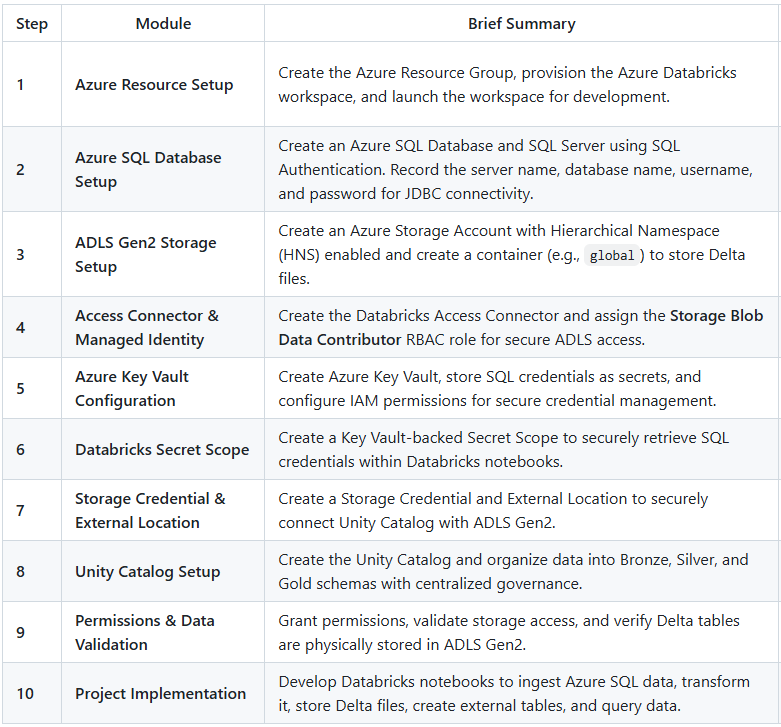 Step Module Brief Summary
1 Azure Resource Setup
Create the Azure Resource Group, provision the Azure Databricks
workspace, and launch the workspace for development.
2 Azure SQL Database
Setup
Create an Azure SQL Database and SQL Server using SQL
Authentication. Record the server name, database name, username,
and password for JDBC connectivity.
3 ADLS Gen2 Storage
Setup
Create an Azure Storage Account with Hierarchical Namespace
(HNS) enabled and create a container (e.g., global ) to store Delta
files.
4 Access Connector &
Managed Identity
Create the Databricks Access Connector and assign the Storage Blob
Data Contributor RBAC role for secure ADLS access.
5 Azure Key Vault
Configuration
Create Azure Key Vault, store SQL credentials as secrets, and
configure IAM permissions for secure credential management.
6 Databricks Secret Scope
Create a Key Vault-backed Secret Scope to securely retrieve SQL
credentials within Databricks notebooks.
7 Storage Credential &
External Location
Create a Storage Credential and External Location to securely
connect Unity Catalog with ADLS Gen2.
8 Unity Catalog Setup
Create the Unity Catalog and organize data into Bronze, Silver, and
Gold schemas with centralized governance.
9 Permissions & Data
Validation
Grant permissions, validate storage access, and verify Delta tables
are physically stored in ADLS Gen2.
10 Project Implementation
Develop Databricks notebooks to ingest Azure SQL data, transform
it, store Delta files, create external tables, and query data.